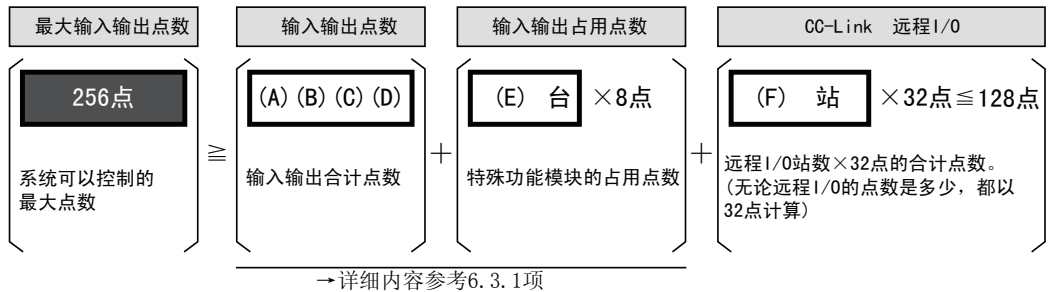 最大输入输出点数
输入输出点数
输入输出占用点数
CC-Link 远程I/O
256点
(A)(B)(C)(D)
(E) 台 ×8点
(F) 站 ×32点≦128点
≧
+
+
系统可以控制的
最大点数
输入输出合计点数
特殊功能模块的占用点数
远程I/O站数×32点的合计点数。
(无论远程I/O的点数是多少，都以
32点计算)
→详细内容参考6.3.1项